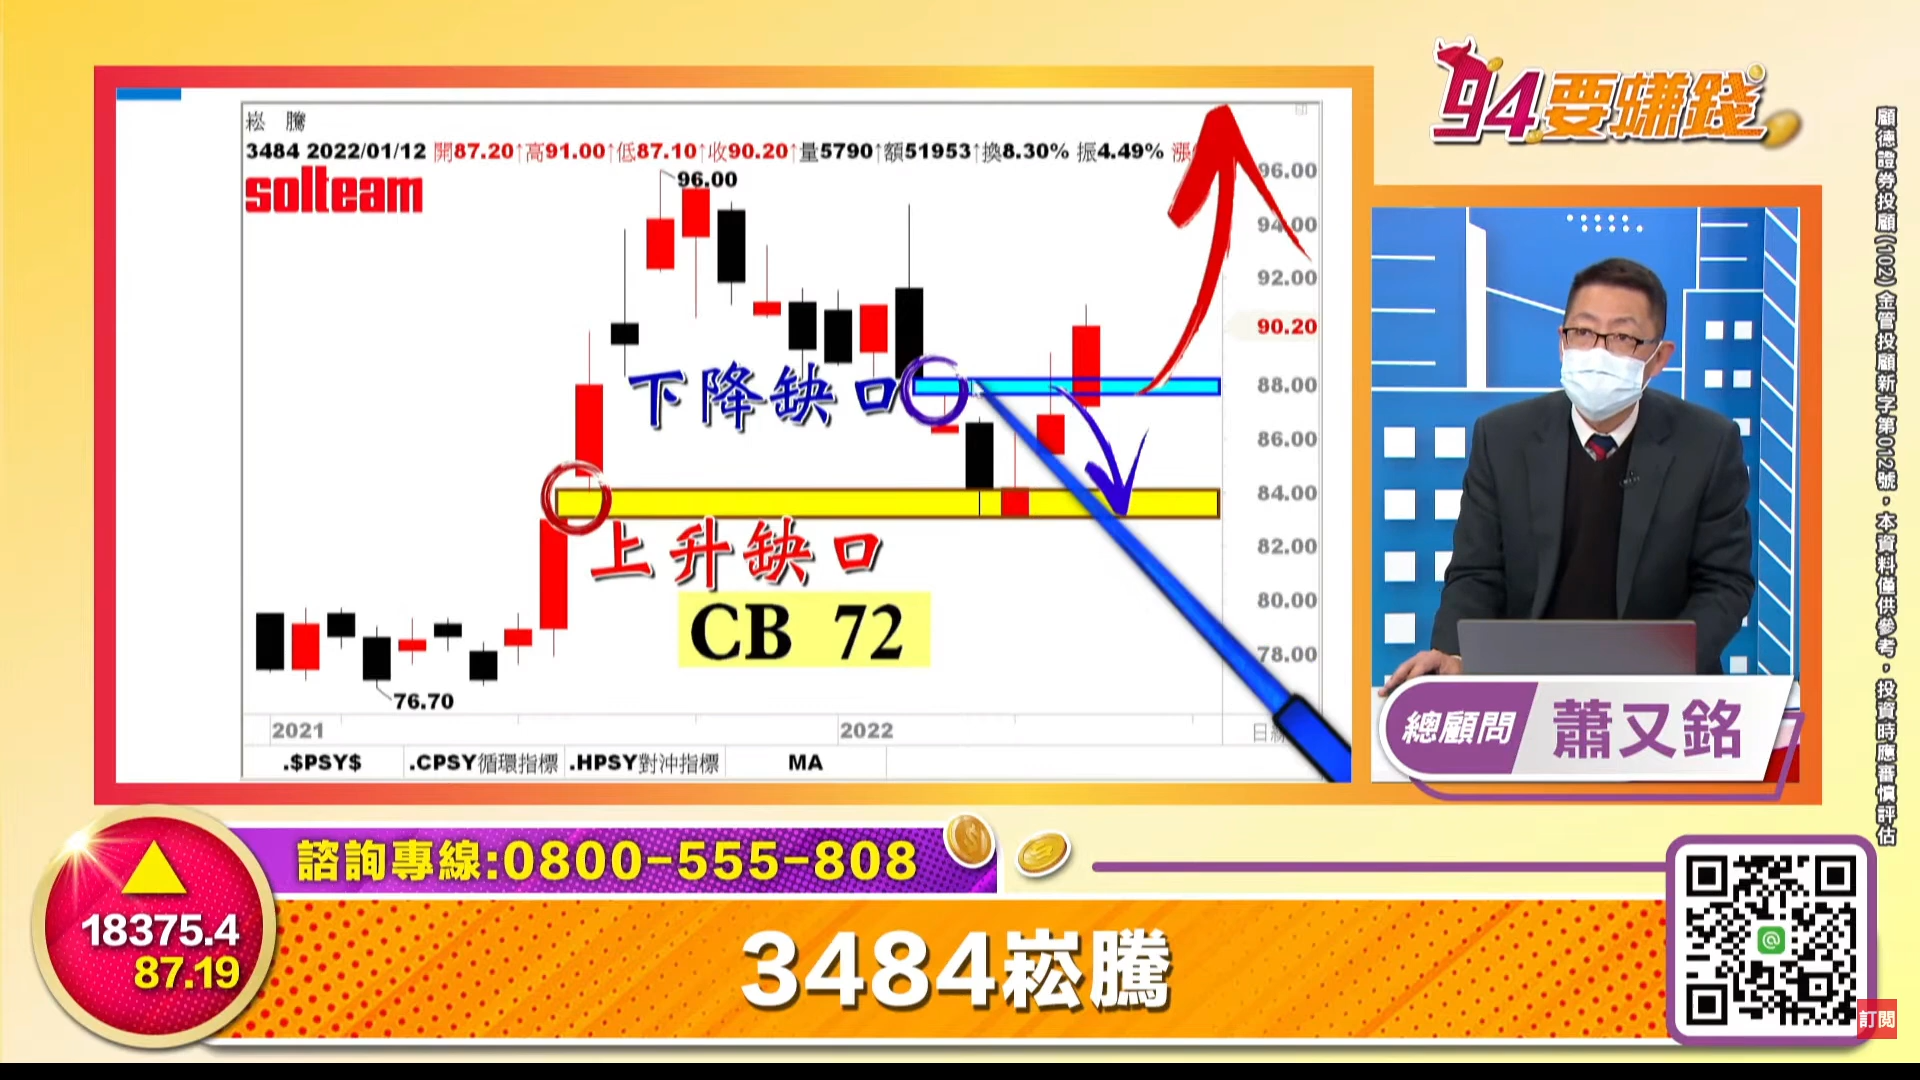 94要賺錢
崧 騰
3484 2022/01/12 開87.20↑高91.00↑低87.10↑收90.20↑量5790↑額51953↑換8.30% 振4.49% 漲
solteam
96.00
96.00
94.00
92.00
90.20
88.00
86.00
84.00
82.00
80.00
78.00
下降缺口
上升缺口
CB 72
76.70
2021
2022
日線
.$PSY$
.CPSY循環指標
.HPSY對沖指標
MA
總顧問
蕭又銘
顧德證券投顧(102)金管投顧新字第012號，本資料僅供參考，投資時應審慎評估
諮詢專線:0800-555-808
18375.4
87.19
3484崧騰
訂閱